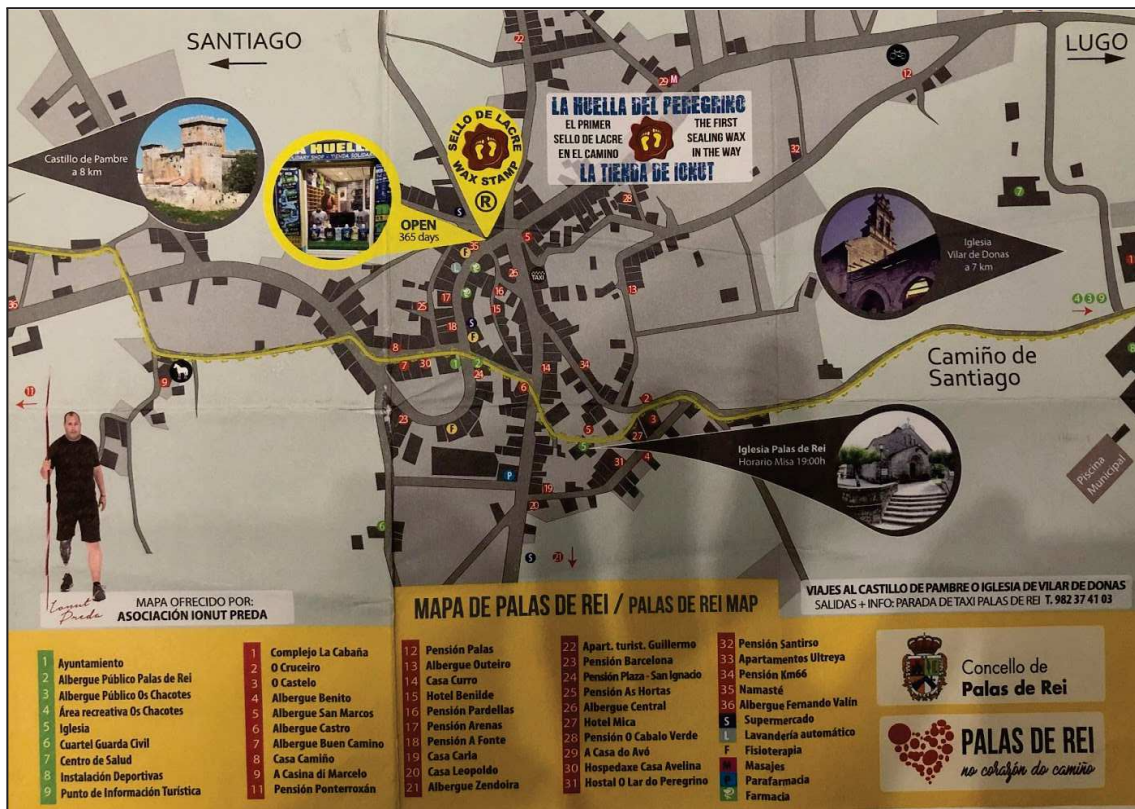 SANTIAGO
LUGO
Castillo de Pambre
a 8 km
LA HUELLA
SOLIDARY SHOP - TIENDA SOLIDARIA
OPEN
365 days
SELLO DE LACRE
WAX STAMP
®
LA HUELLA DEL PEREGRINO
EL PRIMER
SELLO DE LACRE
EN EL CAMINO
THE FIRST
SEALING WAX
IN THE WAY
LA TIENDA DE IONUT
TAXI
Iglesia
Vilar de Donas
a 7 km
Camiño de
Santiago
Iglesia Palas de Rei
Horario Misa 19:00h
Piscina
Municipal
Ionut
Preda
MAPA OFRECIDO POR:
ASOCIACIÓN IONUT PREDA
MAPA DE PALAS DE REI / PALAS DE REI MAP
VIAJES AL CASTILLO DE PAMBRE O IGLESIA DE VILAR DE DONAS
SALIDAS + INFO: PARADA DE TAXI PALAS DE REI T. 982 37 41 03
1 Ayuntamiento
2 Albergue Público Palas de Rei
3 Albergue Público Os Chacotes
4 Área recreativa Os Chacotes
5 Iglesia
6 Cuartel Guarda Civil
7 Centro de Salud
8 Instalación Deportivas
9 Punto de Información Turística
1 Complejo La Cabaña
2 O Cruceiro
3 O Castelo
4 Albergue Benito
5 Albergue San Marcos
6 Albergue Castro
7 Albergue Buen Camino
8 Casa Camiño
9 A Casina di Marcelo
11 Pensión Ponterroxán
12 Pensión Palas
13 Albergue Outeiro
14 Casa Curro
15 Hotel Benilde
16 Pensión Pardellas
17 Pensión Arenas
18 Pensión A Fonte
19 Casa Carla
20 Casa Leopoldo
21 Albergue Zendoira
22 Apart. turist. Guillermo
23 Pensión Barcelona
24 Pensión Plaza - San Ignacio
25 Pensión As Hortas
26 Albergue Central
27 Hotel Mica
28 Pensión O Cabalo Verde
29 A Casa do Avó
30 Hospedaxe Casa Avelina
31 Hostal O Lar do Peregrino
32 Pensión Santirso
33 Apartamentos Ultreya
34 Pensión Km66
35 Namasté
36 Albergue Fernando Valín
S Supermercado
L Lavandería automático
F Fisioterapia
M Masajes
P Parafarmacia
Farmacia
Concello de
Palas de Rei
PALAS DE REI
no corazón do camiño